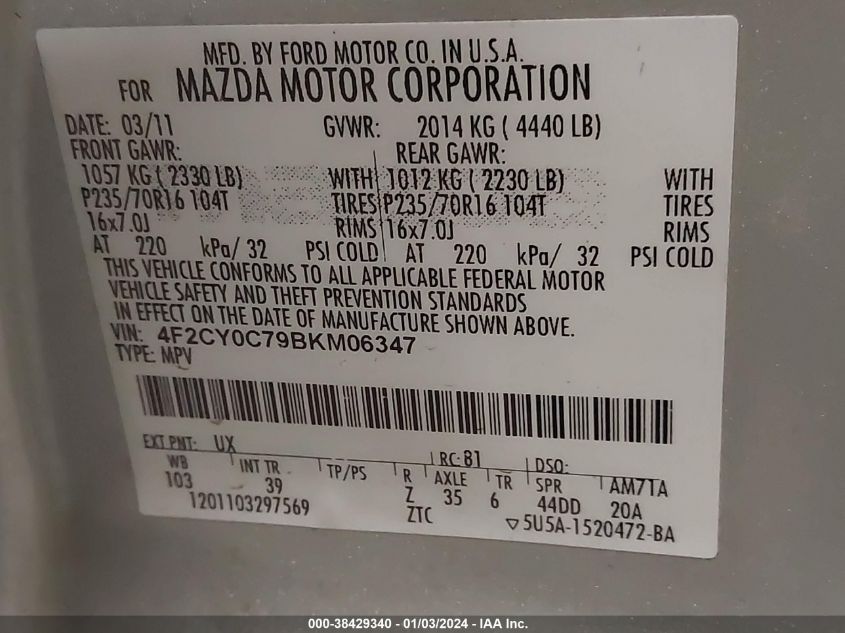 MFD. BY FORD MOTOR CO. IN U.S.A.
FOR MAZDA MOTOR CORPORATION
DATE: 03/11 GVWR: 2014 KG ( 4440 LB)
FRONT GAWR: REAR GAWR:
1057 KG ( 2330 LB) WITH 1012 KG ( 2230 LB) WITH
P235/70R16 104T TIRES P235/70R16 104T TIRES
16x7.0J RIMS 16x7.0J RIMS
AT 220 kPa/ 32 PSI COLD AT 220 kPa/ 32 PSI COLD
THIS VEHICLE CONFORMS TO ALL APPLICABLE FEDERAL MOTOR
VEHICLE SAFETY AND THEFT PREVENTION STANDARDS
IN EFFECT ON THE DATE OF MANUFACTURE SHOWN ABOVE.
VIN: 4F2CY0C79BKM06347
TYPE: MPV
EXT PNT: UX RC: 81 DSO:
WB INT TR TP/PS R AXLE TR SPR AM7TA
103 39 Z 35 6 44DD 20A
1201103297569 ZTC 5U5A-1520472-BA
000-38429340 - 01/03/2024 - IAA Inc.